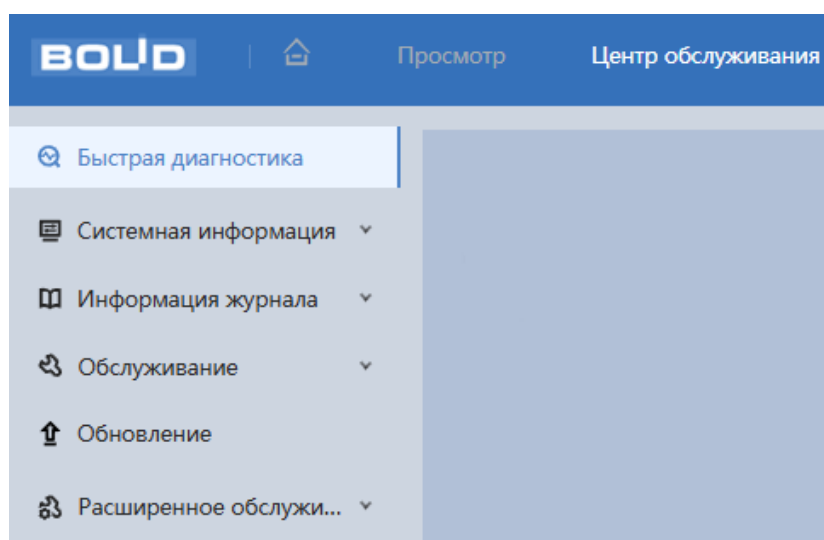 BOLID
Просмотр
Центр обслуживания
Быстрая диагностика
Системная информация
Информация журнала
Обслуживание
Обновление
Расширенное обслужи...